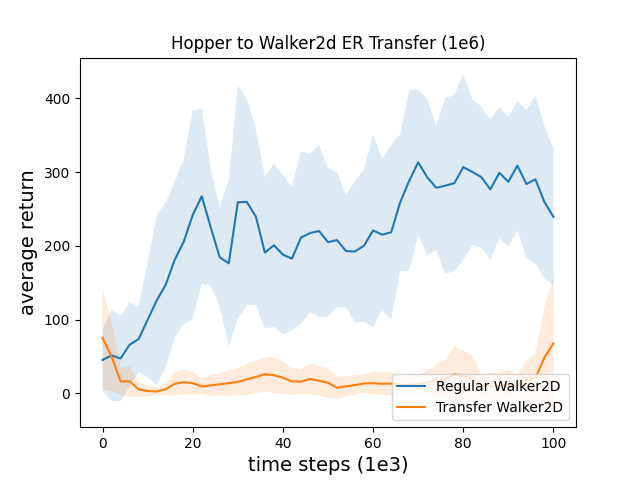 Hopper to Walker2d ER Transfer (1e6)
average return
400
300
200
100
0
0 20 40 60 80 100
time steps (1e3)
Regular Walker2D
Transfer Walker2D